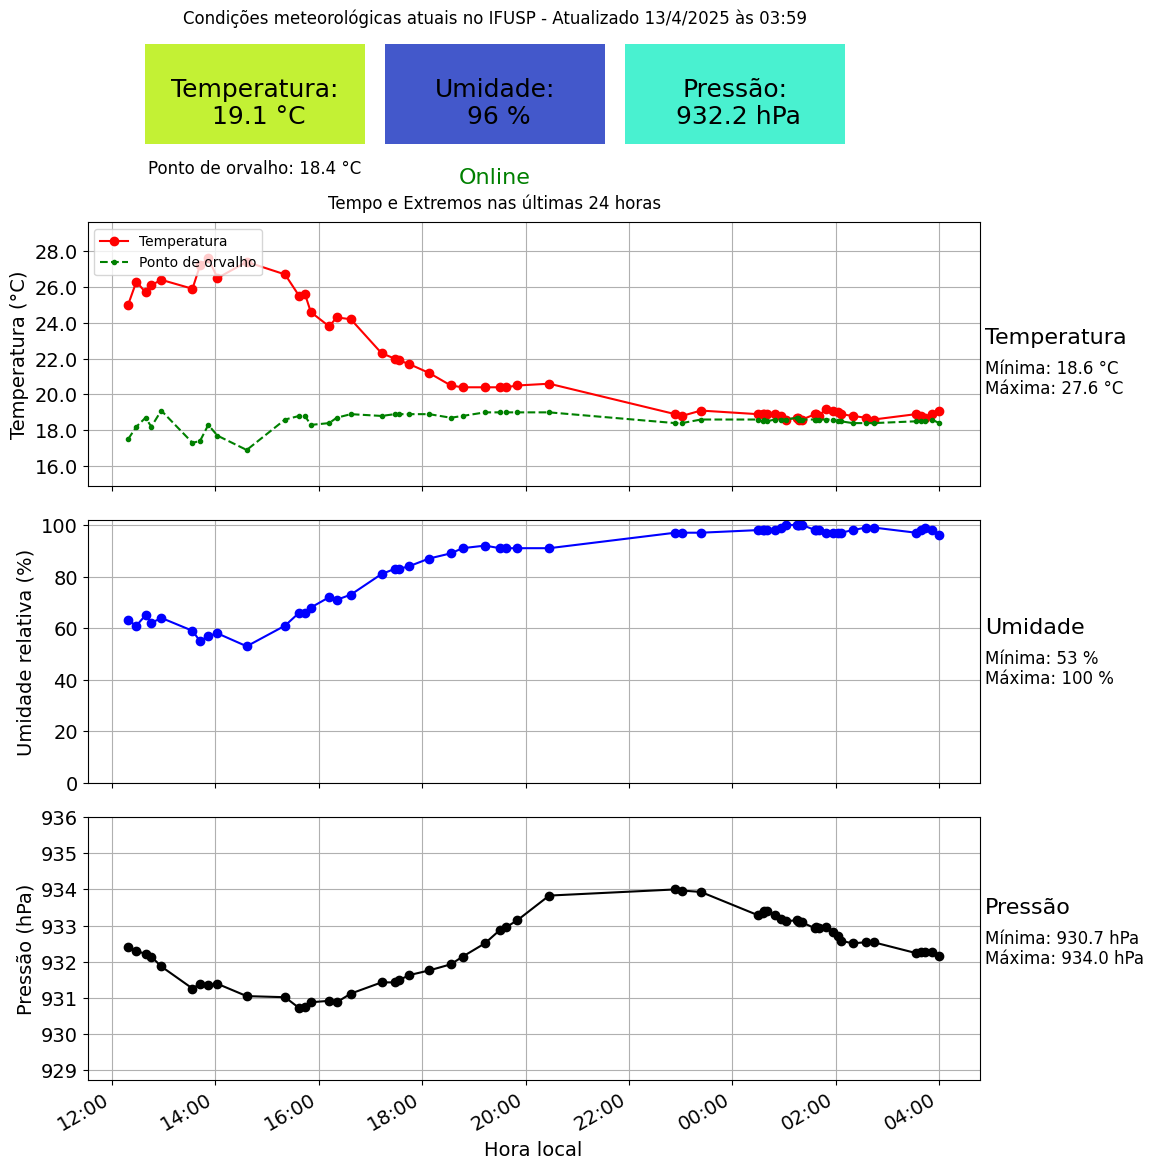 Condições meteorológicas atuais no IFUSP - Atualizado 13/4/2025 às 03:59
Temperatura:
19.1 °C
Umidade:
96 %
Pressão:
932.2 hPa
Ponto de orvalho: 18.4 °C
Online
Tempo e Extremos nas últimas 24 horas
Temperatura (°C)
28.0
26.0
24.0
22.0
20.0
18.0
16.0
Temperatura
Ponto de orvalho
Temperatura
Mínima: 18.6 °C
Máxima: 27.6 °C
Umidade relativa (%)
100
80
60
40
20
0
Umidade
Mínima: 53 %
Máxima: 100 %
Pressão (hPa)
936
935
934
933
932
931
930
929
Pressão
Mínima: 930.7 hPa
Máxima: 934.0 hPa
12:00
14:00
16:00
18:00
20:00
22:00
00:00
02:00
04:00
Hora local